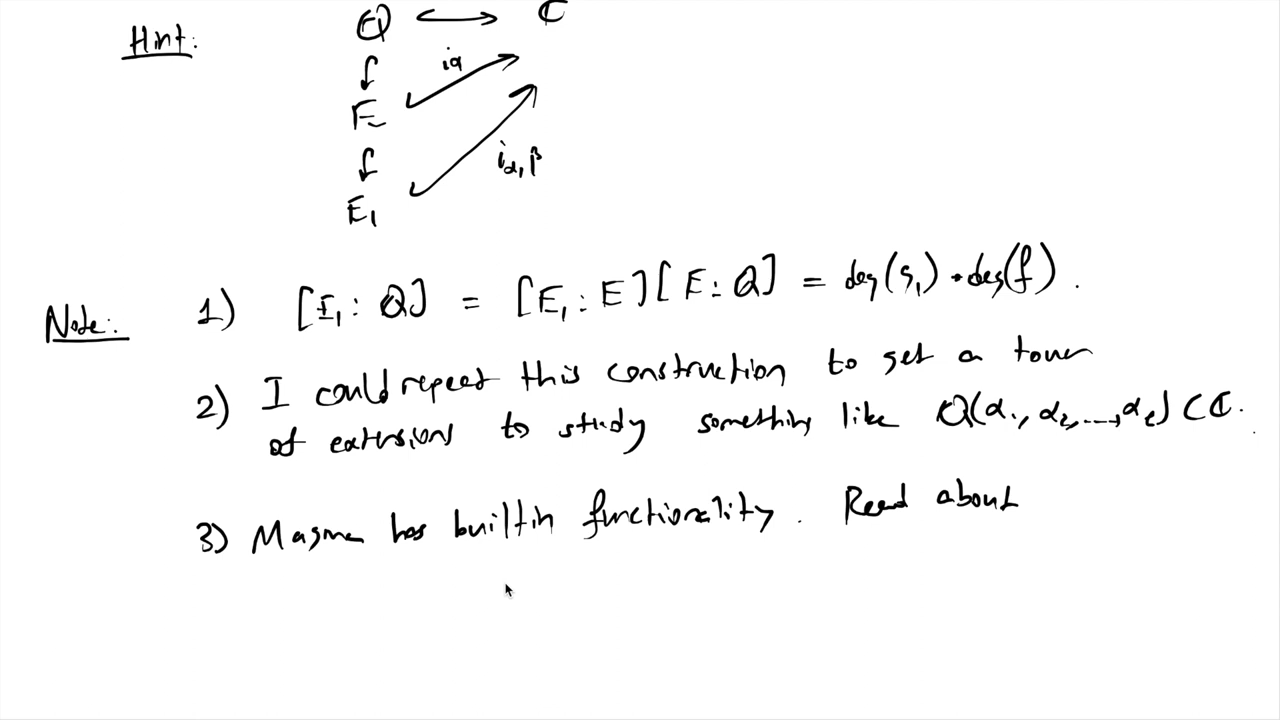 Hint:
Q ↔ C
E
iα
iα,β
E₁
Note: 1) [E₁ : Q] = [E₁ : E][E : Q] = deg(g₁) • deg(f).
2) I could repeat this construction to get a tower
of extensions to study something like Q(α₁, α₂, ..., αₜ) ⊂ C.
3) Magma has builtin functionality. Read about